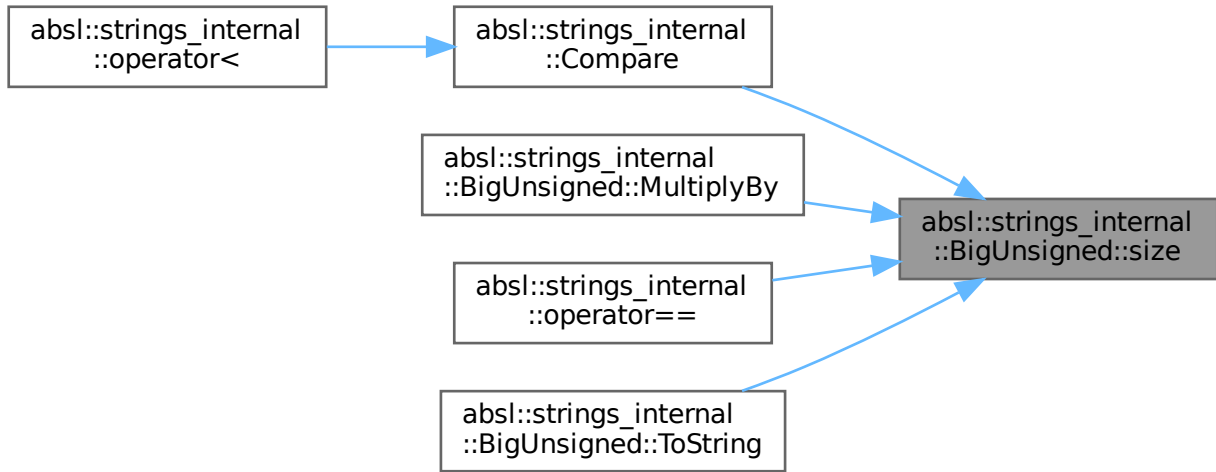 absl::strings_internal
::operator<
absl::strings_internal
::Compare
absl::strings_internal
::BigUnsigned::MultiplyBy
absl::strings_internal
::BigUnsigned::size
absl::strings_internal
::operator==
absl::strings_internal
::BigUnsigned::ToString